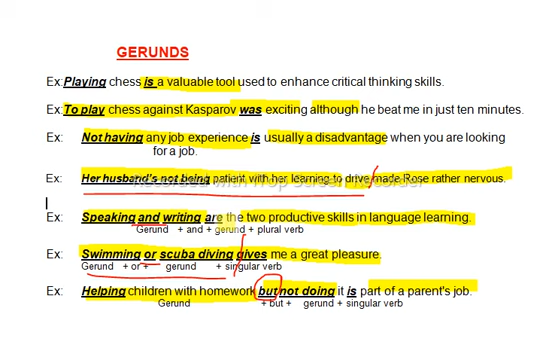 GERUNDS
Ex:Playing chess is a valuable tool used to enhance critical thinking skills.
Ex:To play chess against Kasparov was exciting although he beat me in just ten minutes.
Ex: Not having any job experience is usually a disadvantage when you are looking
for a job.
Ex: Her husband's not being patient with her learning to drive made Rose rather nervous.
Recorded with iTop Screen Recorder
Ex: Speaking and writing are the two productive skills in language learning.
Gerund + and + gerund + plural verb
Ex: Swimming or scuba diving gives me a great pleasure.
Gerund + or + gerund + singular verb
Ex: Helping children with homework but not doing it is part of a parent's job.
Gerund + but + gerund + singular verb